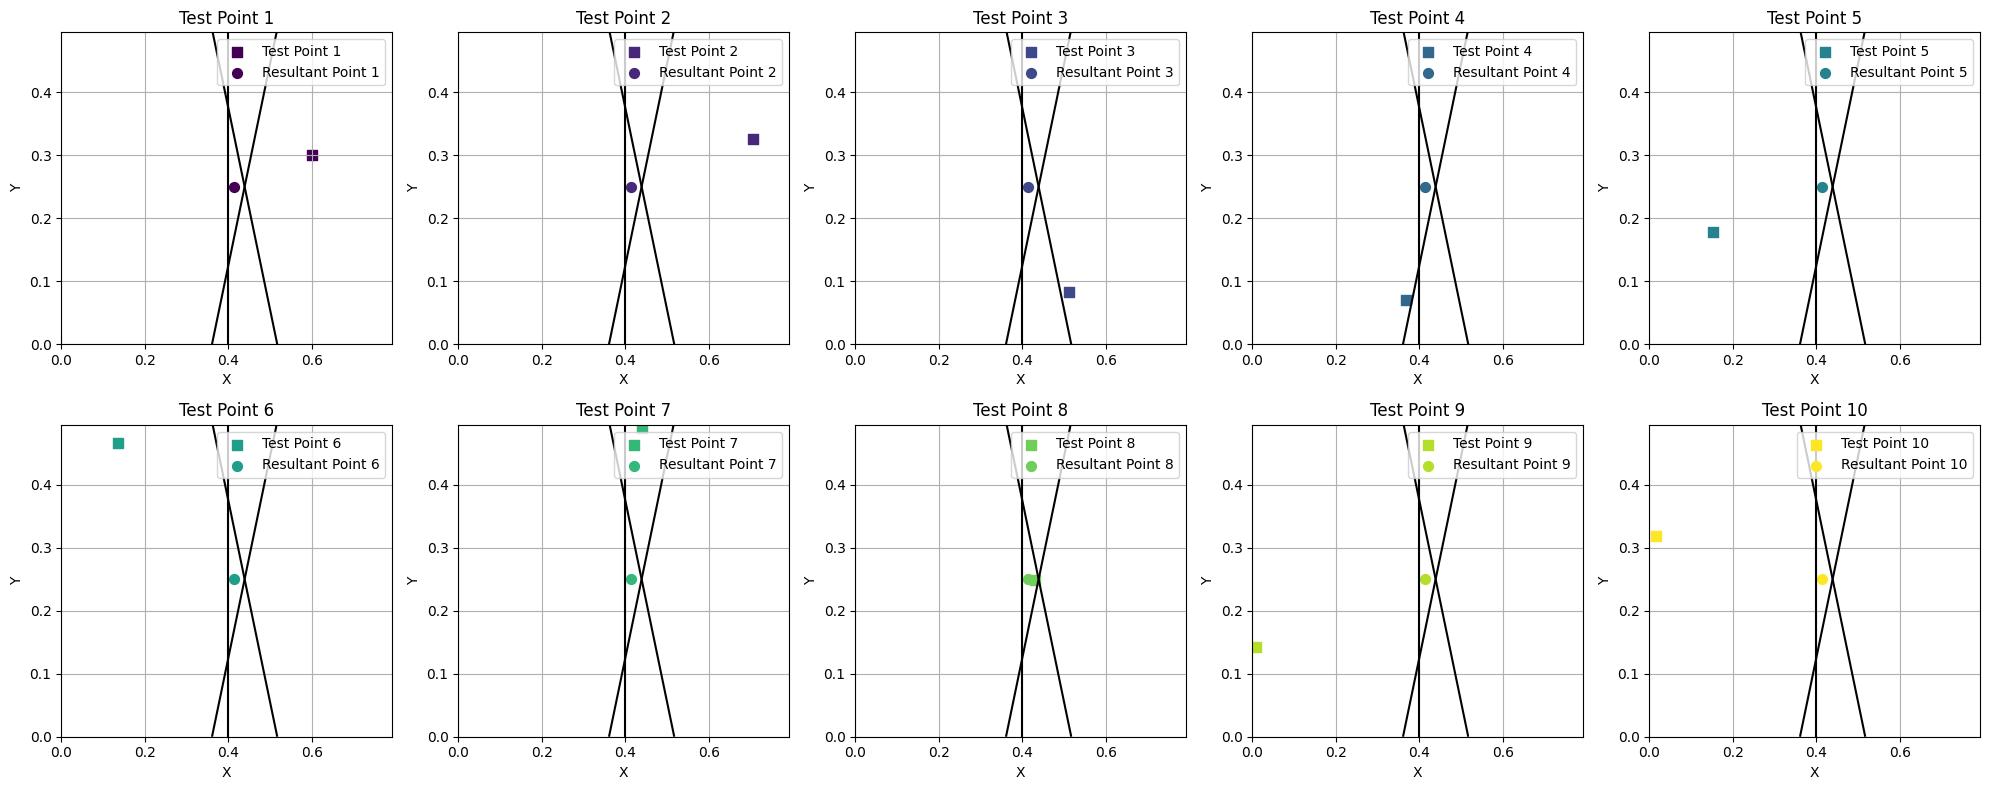 Test Point 1
Test Point 1
Resultant Point 1
0.4
0.3
0.2
0.1
0.0
Y
0.0 0.2 0.4 0.6
X
Test Point 2
Test Point 2
Resultant Point 2
0.4
0.3
0.2
0.1
0.0
Y
0.0 0.2 0.4 0.6
X
Test Point 3
Test Point 3
Resultant Point 3
0.4
0.3
0.2
0.1
0.0
Y
0.0 0.2 0.4 0.6
X
Test Point 4
Test Point 4
Resultant Point 4
0.4
0.3
0.2
0.1
0.0
Y
0.0 0.2 0.4 0.6
X
Test Point 5
Test Point 5
Resultant Point 5
0.4
0.3
0.2
0.1
0.0
Y
0.0 0.2 0.4 0.6
X
Test Point 6
Test Point 6
Resultant Point 6
0.4
0.3
0.2
0.1
0.0
Y
0.0 0.2 0.4 0.6
X
Test Point 7
Test Point 7
Resultant Point 7
0.4
0.3
0.2
0.1
0.0
Y
0.0 0.2 0.4 0.6
X
Test Point 8
Test Point 8
Resultant Point 8
0.4
0.3
0.2
0.1
0.0
Y
0.0 0.2 0.4 0.6
X
Test Point 9
Test Point 9
Resultant Point 9
0.4
0.3
0.2
0.1
0.0
Y
0.0 0.2 0.4 0.6
X
Test Point 10
Test Point 10
Resultant Point 10
0.4
0.3
0.2
0.1
0.0
Y
0.0 0.2 0.4 0.6
X